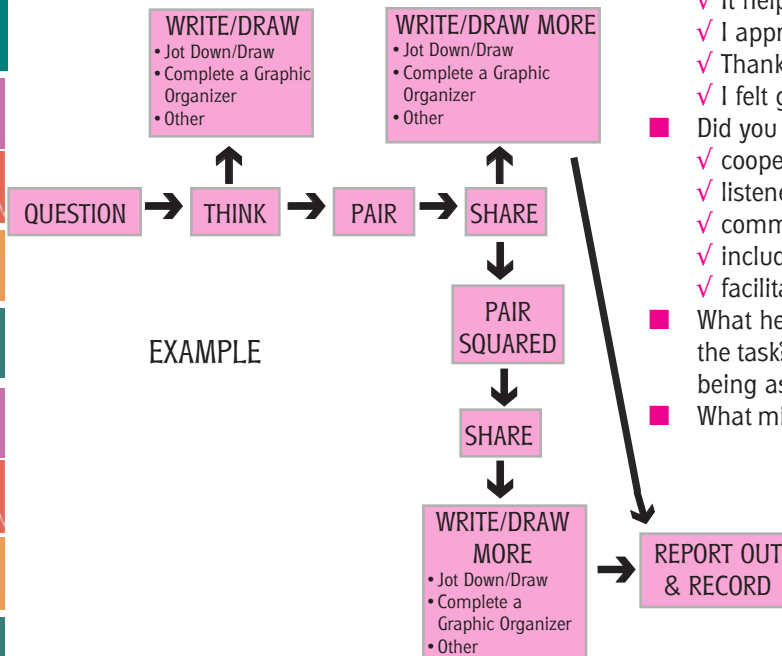 WRITE/DRAW
• Jot Down/Draw
• Complete a Graphic
Organizer
• Other
WRITE/DRAW MORE
• Jot Down/Draw
• Complete a Graphic
Organizer
• Other
QUESTION
THINK
PAIR
SHARE
PAIR
SQUARED
EXAMPLE
SHARE
WRITE/DRAW
MORE
• Jot Down/Draw
• Complete a
Graphic Organizer
• Other
REPORT OUT
& RECORD
√ It help
√ I appr
√ Thank
√ I felt g
■ Did you
√ coope
√ listene
√ comm
√ includ
√ facilita
■ What he
the task?
being as
■ What mi